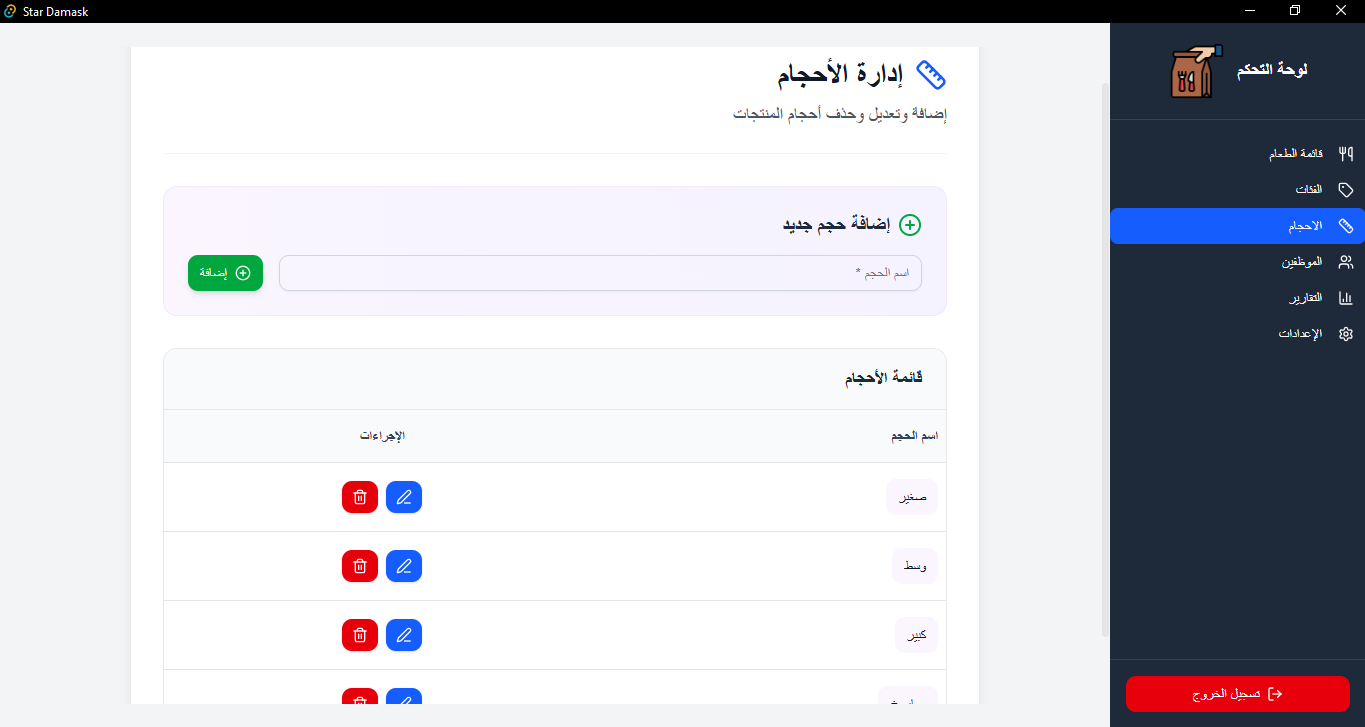 Star Damask
لوحة التحكم
قائمة الطعام
الفئات
الاحجام
الموظفين
التقارير
الإعدادات
تسجيل الخروج
إدارة الأحجام
إضافة وتعديل وحذف أحجام المنتجات
إضافة حجم جديد
اسم الحجم *
إضافة
قائمة الأحجام
اسم الحجم
الإجراءات
صغير
وسط
كبير